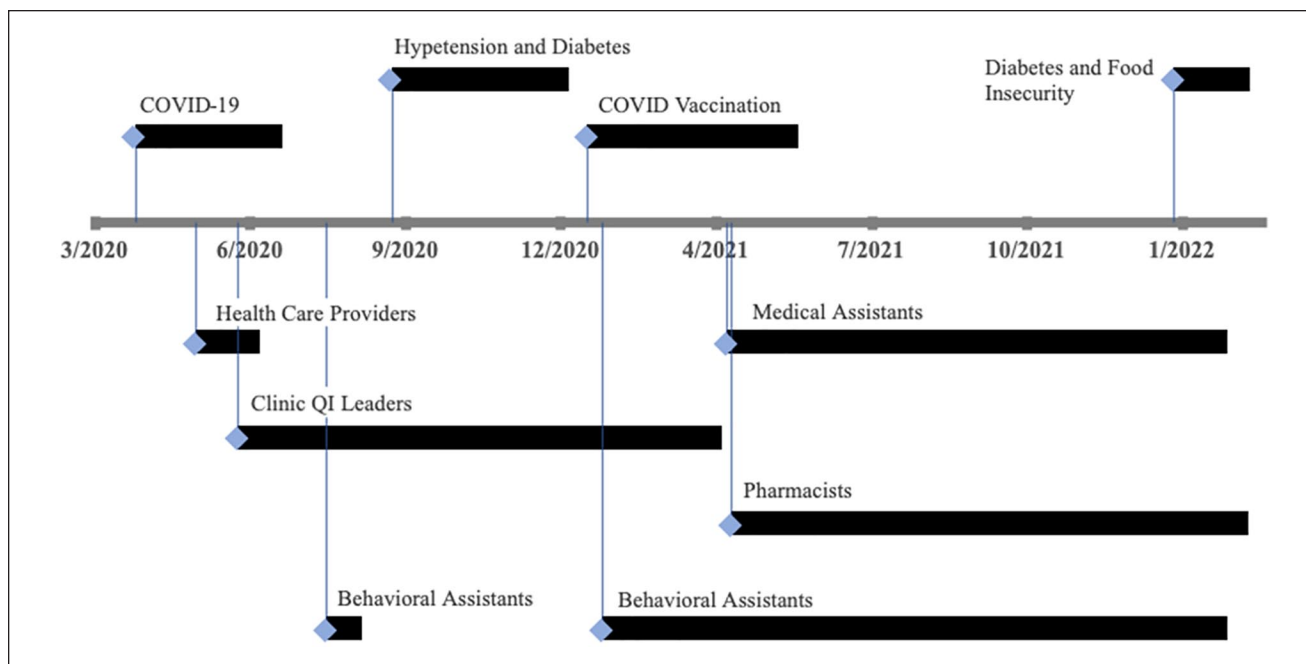 Hypetension and Diabetes
Diabetes and Food
Insecurity
COVID-19
COVID Vaccination
3/2020
6/2020
9/2020
12/2020
4/2021
7/2021
10/2021
1/2022
Health Care Providers
Medical Assistants
Clinic QI Leaders
Pharmacists
Behavioral Assistants
Behavioral Assistants